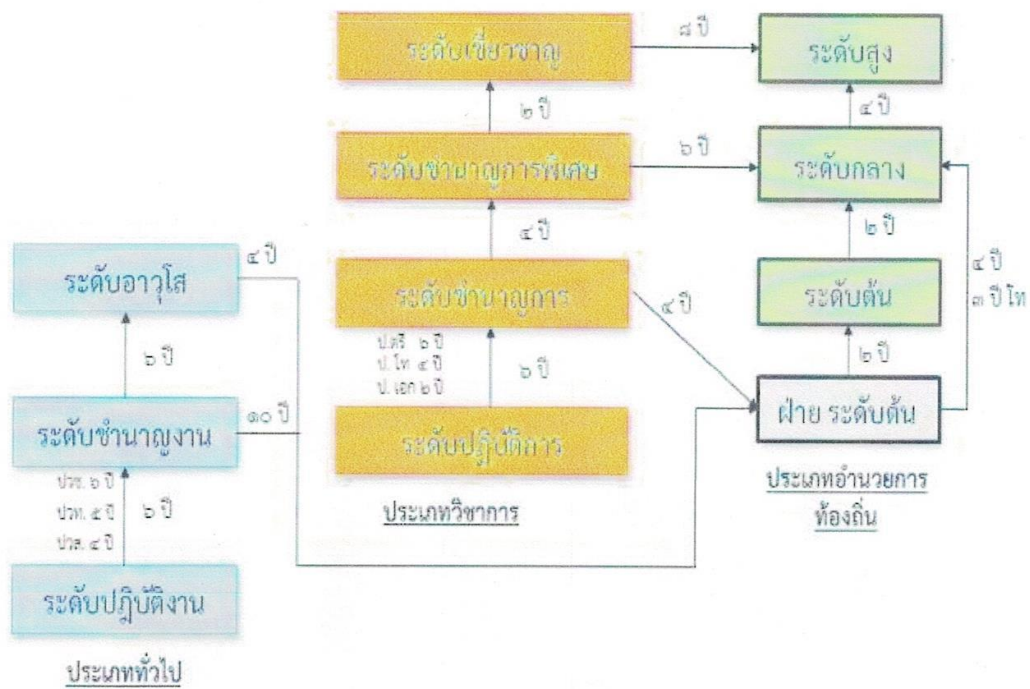 ระดับเชี่ยวชาญ
๘ ปี
ระดับสูง
๒ ปี
๔ ปี
ระดับชำนาญการพิเศษ
๖ ปี
ระดับกลาง
๔ ปี
๒ ปี
๔ ปี
๓ ปี โท
ระดับอาวุโส
๔ ปี
ระดับชำนาญการ
๔ ปี
ระดับต้น
๖ ปี
ป.ตรี ๖ ปี
ป.โท ๔ ปี
ป.เอก ๒ ปี
๖ ปี
๒ ปี
ระดับชำนาญงาน
๑๐ ปี
ระดับปฏิบัติการ
ฝ่าย ระดับต้น
ปวช. ๖ ปี
ปวท. ๕ ปี
ปวส. ๔ ปี
๖ ปี
ประเภทวิชาการ
ประเภทอำนวยการ
ท้องถิ่น
ระดับปฏิบัติงาน
ประเภททั่วไป